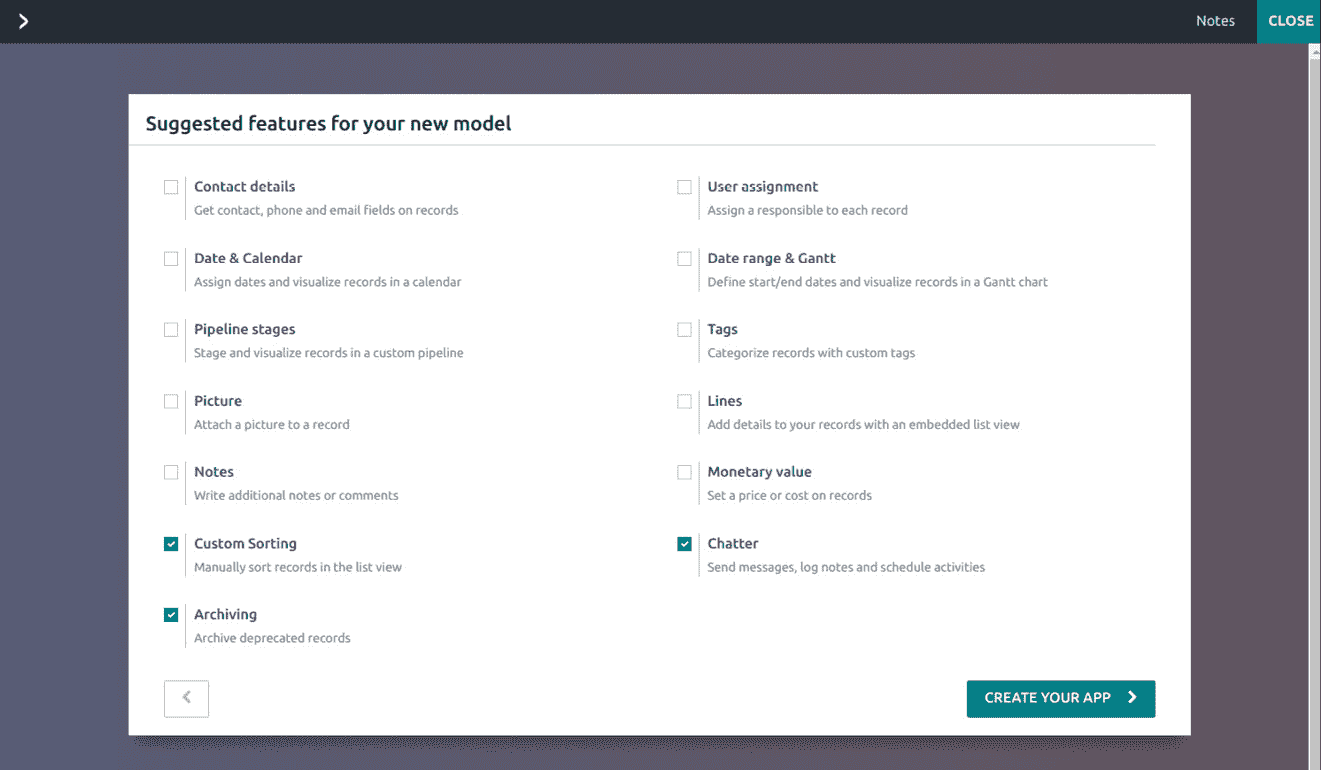 Notes
CLOSE
Suggested features for your new model
Contact details
Get contact, phone and email fields on records
User assignment
Assign a responsible to each record
Date & Calendar
Assign dates and visualize records in a calendar
Date range & Gantt
Define start/end dates and visualize records in a Gantt chart
Pipeline stages
Stage and visualize records in a custom pipeline
Tags
Categorize records with custom tags
Picture
Attach a picture to a record
Lines
Add details to your records with an embedded list view
Notes
Write additional notes or comments
Monetary value
Set a price or cost on records
Custom Sorting
Manually sort records in the list view
Chatter
Send messages, log notes and schedule activities
Archiving
Archive deprecated records
CREATE YOUR APP